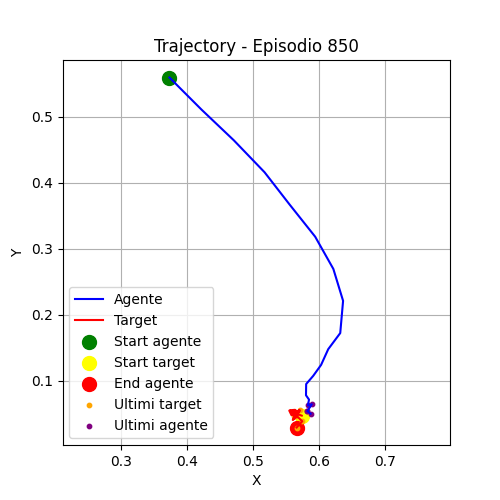 Trajectory - Episodio 850
Y
0.5
0.4
0.3
0.2
0.1
Agente
Target
Start agente
Start target
End agente
Ultimi target
Ultimi agente
0.3 0.4 0.5 0.6 0.7
X